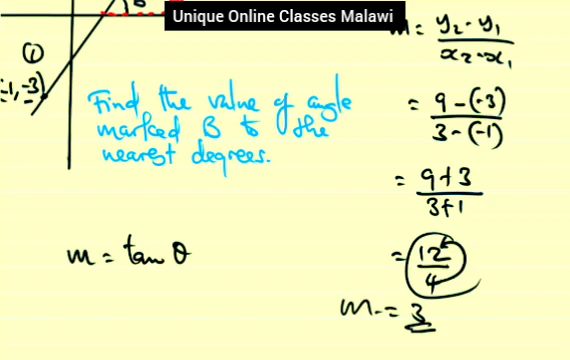 Unique Online Classes Malawi
B
m = y2 - y1 / x2 - x1
①
(-1,-3)
= 9 - (-3) / 3 - (-1)
Find the value of angle
marked B to the
nearest degrees.
= 9+3 / 3+1
m = tan θ
= 12 / 4
m = 3